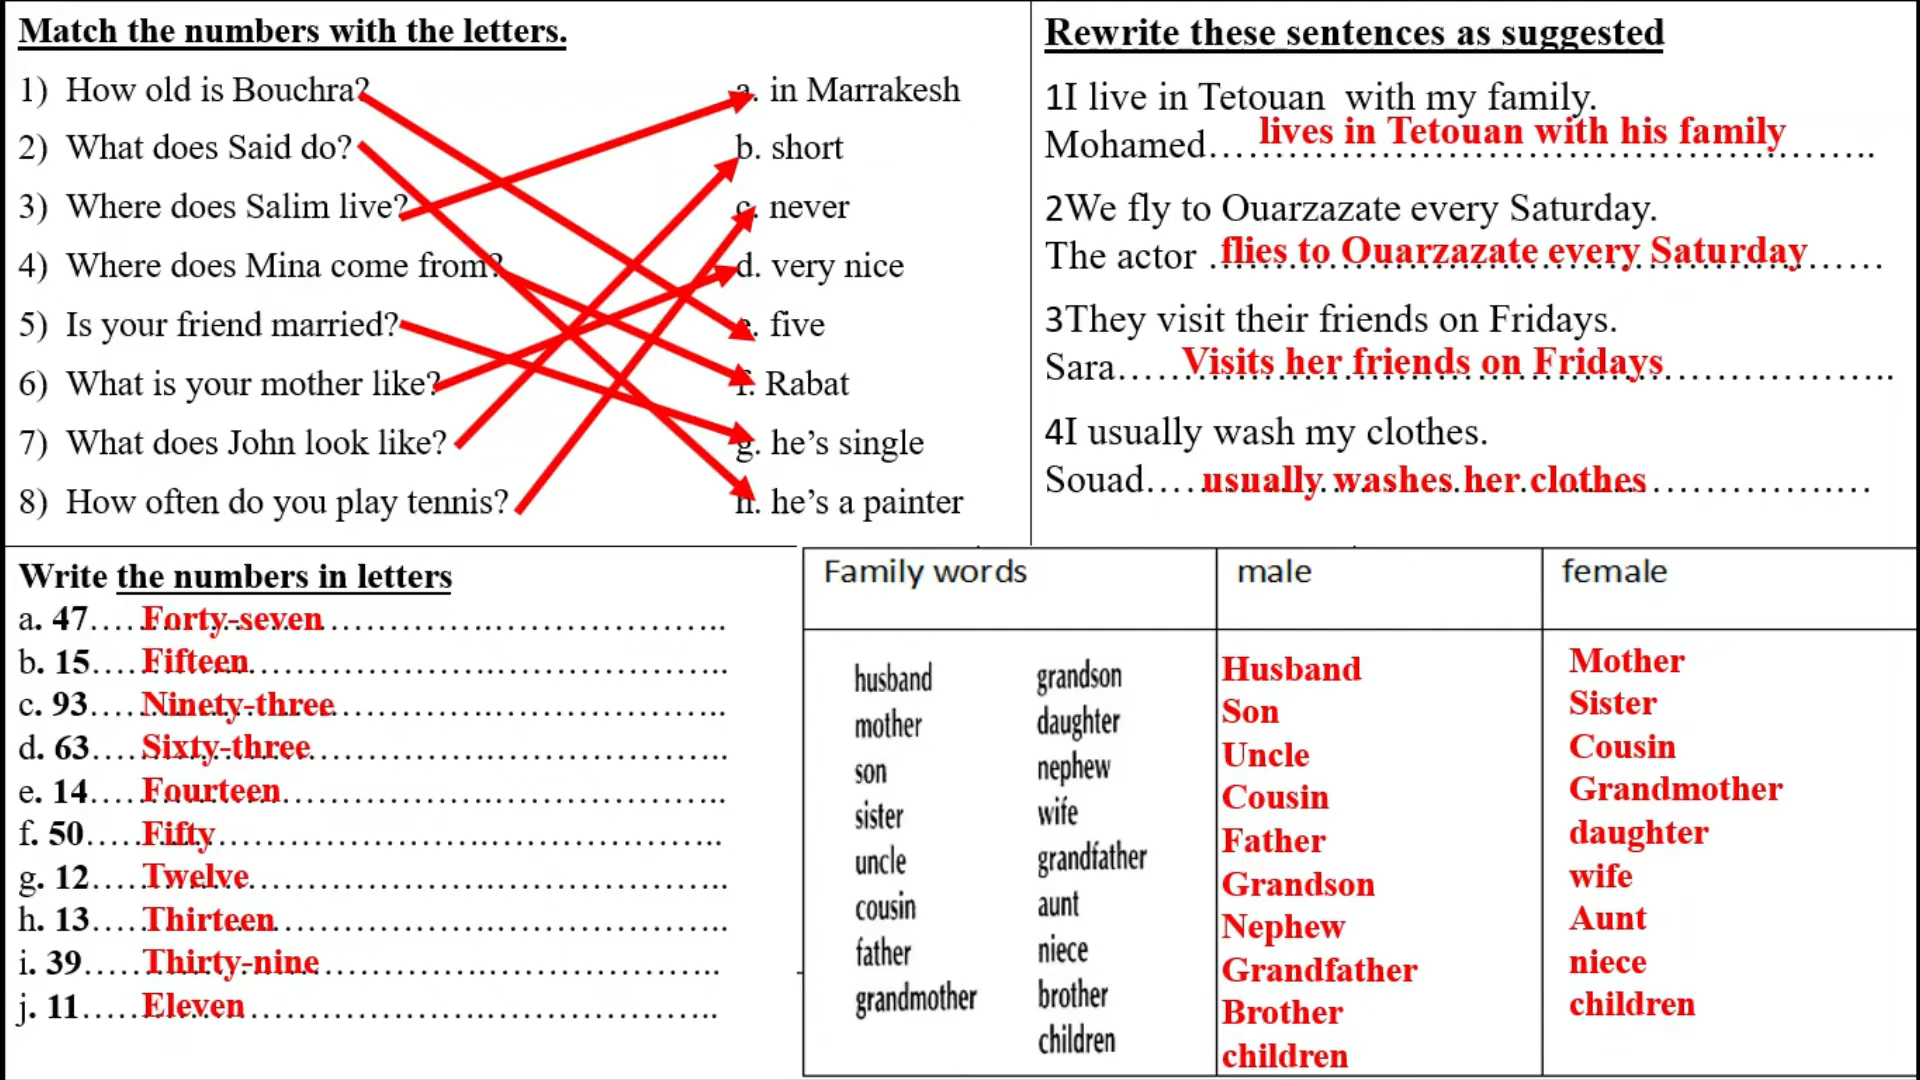 Match the numbers with the letters.
1) How old is Bouchra?
2) What does Said do?
3) Where does Salim live?
4) Where does Mina come from?
5) Is your friend married?
6) What is your mother like?
7) What does John look like?
8) How often do you play tennis?
a. in Marrakesh
b. short
c. never
d. very nice
e. five
f. Rabat
g. he's single
h. he's a painter
Rewrite these sentences as suggested
1I live in Tetouan with my family.
Mohamed…lives in Tetouan with his family……..
2We fly to Ouarzazate every Saturday.
The actor …flies to Ouarzazate every Saturday……
3They visit their friends on Fridays.
Sara……Visits her friends on Fridays……………..
4I usually wash my clothes.
Souad……usually washes her clothes……………
Write the numbers in letters
a. 47….Forty-seven……………………………..
b. 15….Fifteen……………………………..
c. 93….Ninety-three……………………………..
d. 63….Sixty-three……………………………..
e. 14….Fourteen……………………………..
f. 50….Fifty……………………………..
g. 12….Twelve……………………………..
h. 13….Thirteen……………………………..
i. 39….Thirty-nine……………………………..
j. 11….Eleven……………………………..
Family words
husband
mother
son
sister
uncle
cousin
father
grandmother
grandson
daughter
nephew
wife
grandfather
aunt
niece
brother
children
male
Husband
Son
Uncle
Cousin
Father
Grandson
Nephew
Grandfather
Brother
children
female
Mother
Sister
Cousin
Grandmother
daughter
wife
Aunt
niece
children